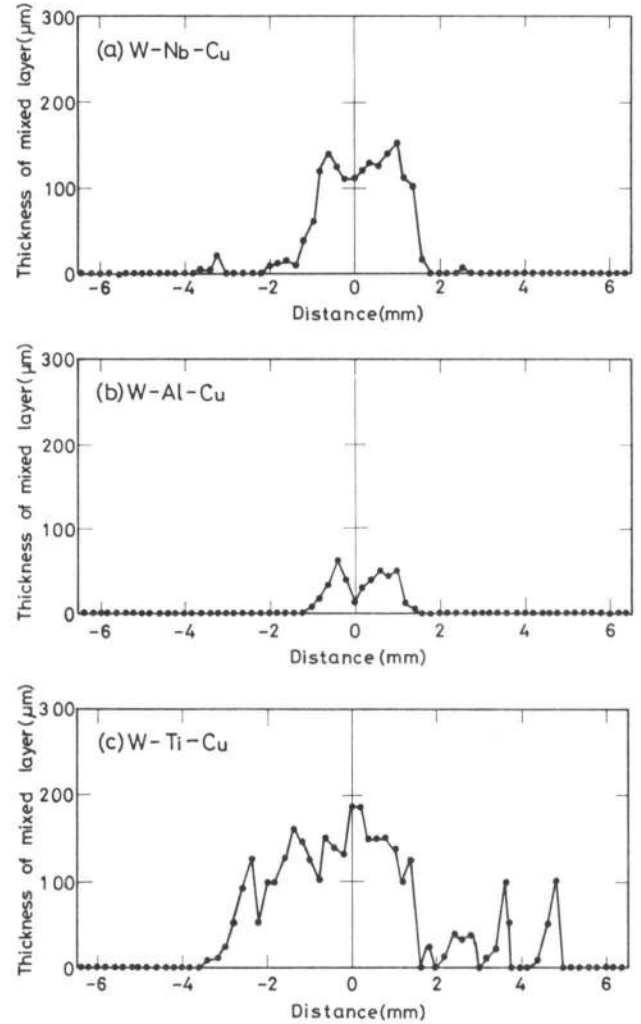 Thickness of mixed layer(μm)
300
(a) W-Nb-Cu
200
100
0
-6 -4 -2 0 2 4 6
Distance(mm)
Thickness of mixed layer(μm)
300
(b) W-Al-Cu
200
100
0
-6 -4 -2 0 2 4 6
Distance(mm)
Thickness of mixed layer(μm)
300
(c) W-Ti-Cu
200
100
0
-6 -4 -2 0 2 4 6
Distance(mm)